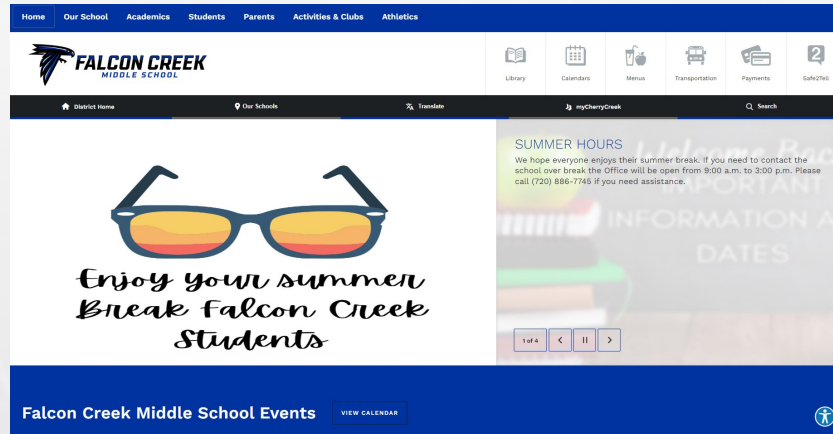 Home Our School Academics Students Parents Activities & Clubs Athletics
FALCON CREEK
MIDDLE SCHOOL
Library Calendars Menus Transportation Payments Safe2Tell
District Home Our Schools Translate myCherryCreek Search
Enjoy your summer
Break Falcon Creek
Students
SUMMER HOURS
We hope everyone enjoys their summer break. If you need to contact the
school over break the Office will be open from 9:00 a.m. to 3:00 p.m. Please
call (720) 886-7745 if you need assistance.
Welcome Bac
IMPORTANT
INFORMATION A
DATES
1 of 4
Falcon Creek Middle School Events VIEW CALENDAR